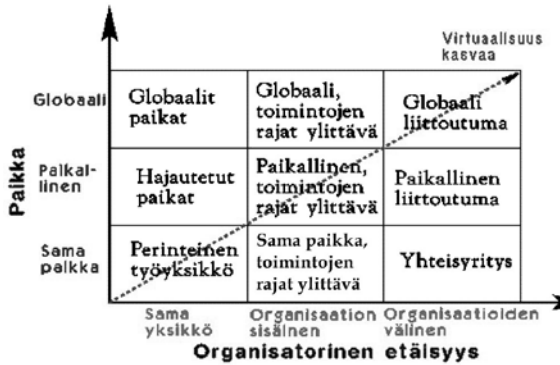 Virtuaalisuus
kasvaa
Globaali
Globaalit
paikat
Globaali,
toimintojen
rajat ylittävä
Globaali
liittoutuma
Paikal-
linen
Hajautetut
paikat
Paikallinen,
toimintojen
rajat ylittävä
Paikallinen
liittoutuma
Sama
paikka
Perinteinen
työyksikkö
Sama paikka,
toimintojen
rajat ylittävä
Yhteisyritys
Paikka
Sama
yksikkö
Organisaation
sisäinen
Organisaatioiden
välinen
Organisatorinen etäisyys